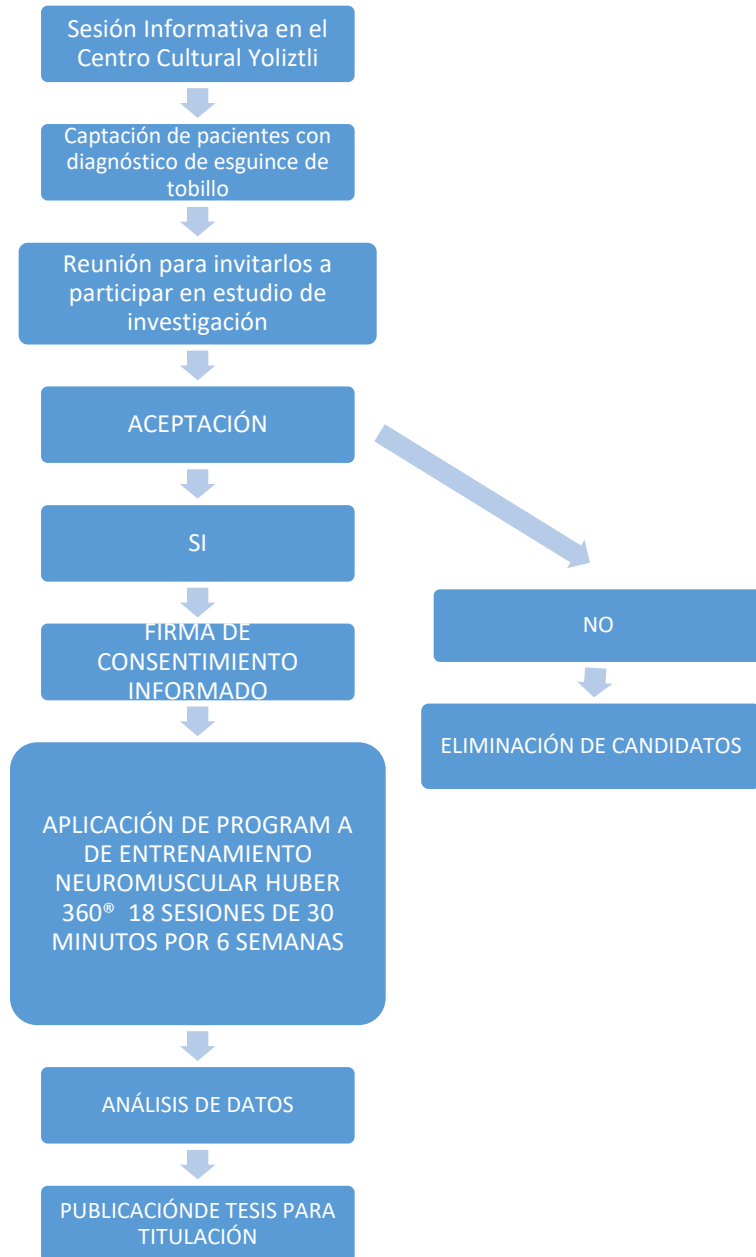 Sesión Informativa en el
Centro Cultural Yoliztli
Captación de pacientes con
diagnóstico de esguince de
tobillo
Reunión para invitarlos a
participar en estudio de
investigación
ACEPTACIÓN
SI
FIRMA DE
CONSENTIMIENTO
INFORMADO
NO
ELIMINACIÓN DE CANDIDATOS
APLICACIÓN DE PROGRAM A
DE ENTRENAMIENTO
NEUROMUSCULAR HUBER
360® 18 SESIONES DE 30
MINUTOS POR 6 SEMANAS
ANÁLISIS DE DATOS
PUBLICACIÓNDE TESIS PARA
TITULACIÓN